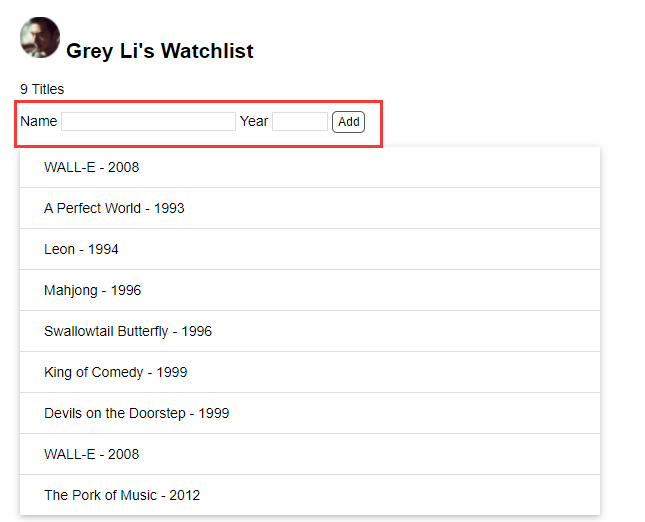 Grey Li's Watchlist
9 Titles
Name Year Add
WALL-E - 2008
A Perfect World - 1993
Leon - 1994
Mahjong - 1996
Swallowtail Butterfly - 1996
King of Comedy - 1999
Devils on the Doorstep - 1999
WALL-E - 2008
The Pork of Music - 2012